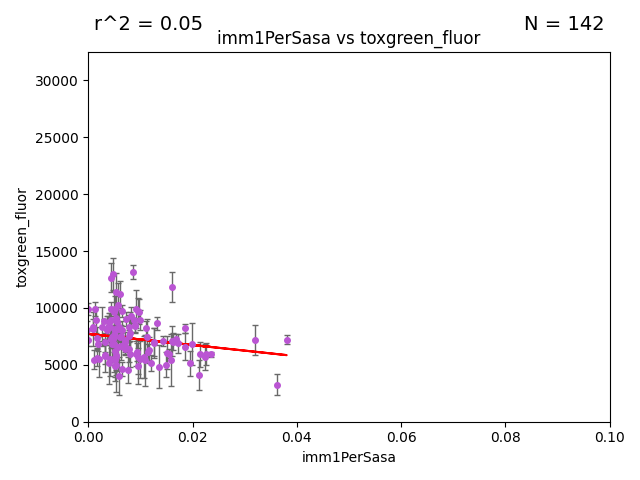 r^2 = 0.05
N = 142
imm1PerSasa vs toxgreen_fluor
30000
25000
20000
15000
10000
5000
0
toxgreen_fluor
0.00
0.02
0.04
0.06
0.08
0.10
imm1PerSasa